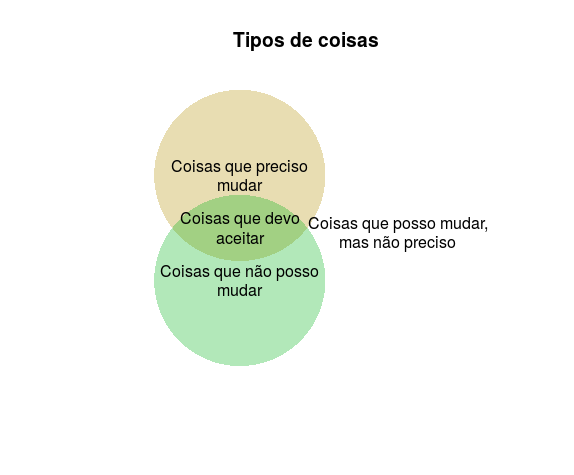 Tipos de coisas
Coisas que preciso
mudar
Coisas que devo
aceitar
Coisas que posso mudar,
mas não preciso
Coisas que não posso
mudar